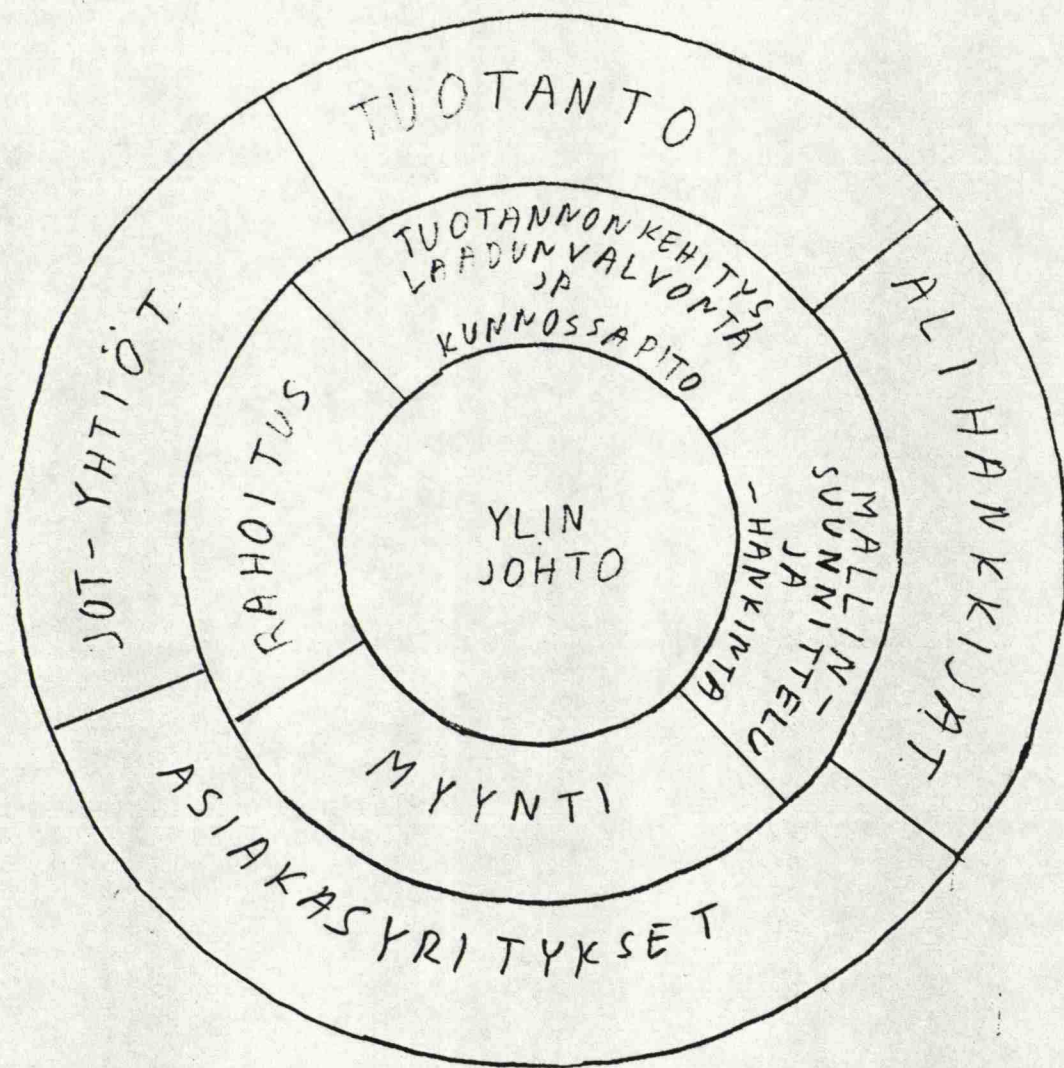 TUOTANTO
TUOTANNONKEHITYS
LAADUNVALVONTA
JA
KUNNOSSAPITO
ALIHANKKIJAT
JOT-YHTIÖT
RAHOITUS
YLIN
JOHTO
MALLIN-
SUUNNITTELU
JA
-HANKINTA
MYYNTI
ASIAKASYRITYKSET